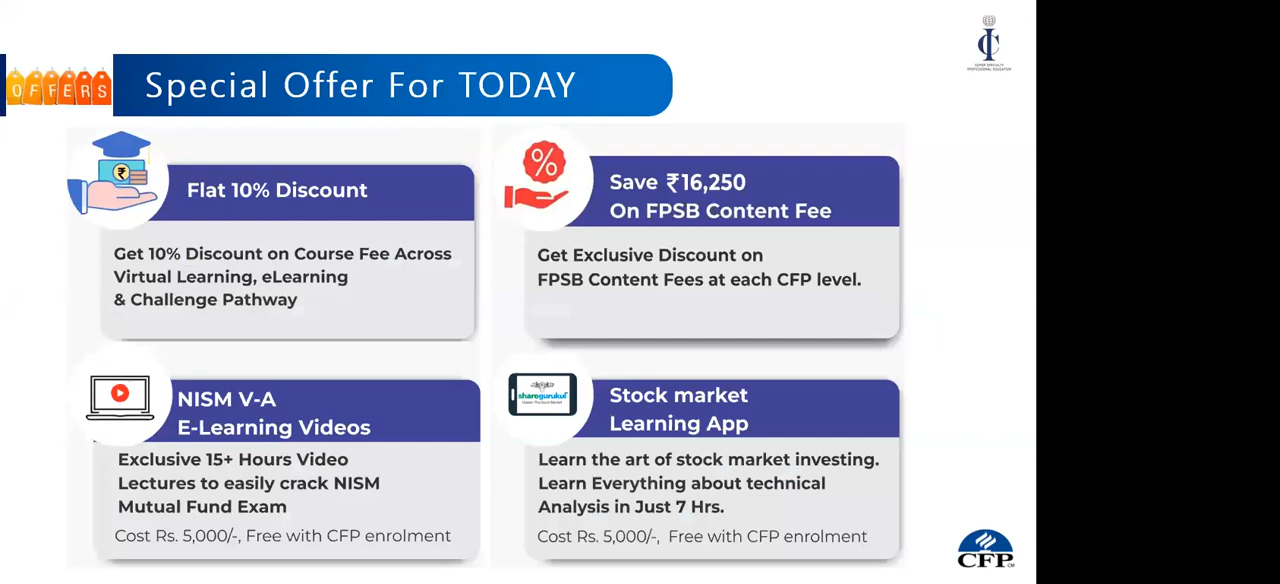 OFFERS
Special Offer For TODAY
SUPER SPECIALTY
PROFESSIONAL EDUCATION
Flat 10% Discount
Get 10% Discount on Course Fee Across
Virtual Learning, eLearning
& Challenge Pathway
Save ₹16,250
On FPSB Content Fee
Get Exclusive Discount on
FPSB Content Fees at each CFP level.
NISM V-A
E-Learning Videos
Exclusive 15+ Hours Video
Lectures to easily crack NISM
Mutual Fund Exam
Cost Rs. 5,000/-, Free with CFP enrolment
sharegurukul
Stock market
Learning App
Learn the art of stock market investing.
Learn Everything about technical
Analysis in Just 7 Hrs.
Cost Rs. 5,000/-, Free with CFP enrolment
CFP